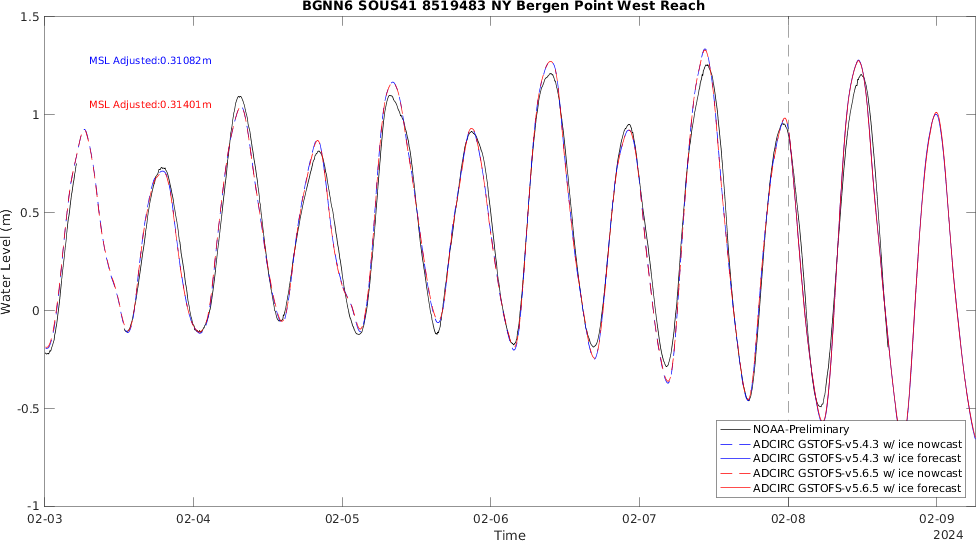 BGNN6 SOUS41 8519483 NY Bergen Point West Reach
1.5
MSL Adjusted:0.31082m
MSL Adjusted:0.31401m
1
0.5
Water Level (m)
0
-0.5
-1
NOAA-Preliminary
ADCIRC GSTOFS-v5.4.3 w/ ice nowcast
ADCIRC GSTOFS-v5.4.3 w/ ice forecast
ADCIRC GSTOFS-v5.6.5 w/ ice nowcast
ADCIRC GSTOFS-v5.6.5 w/ ice forecast
02-03 02-04 02-05 02-06 02-07 02-08 02-09
Time
2024